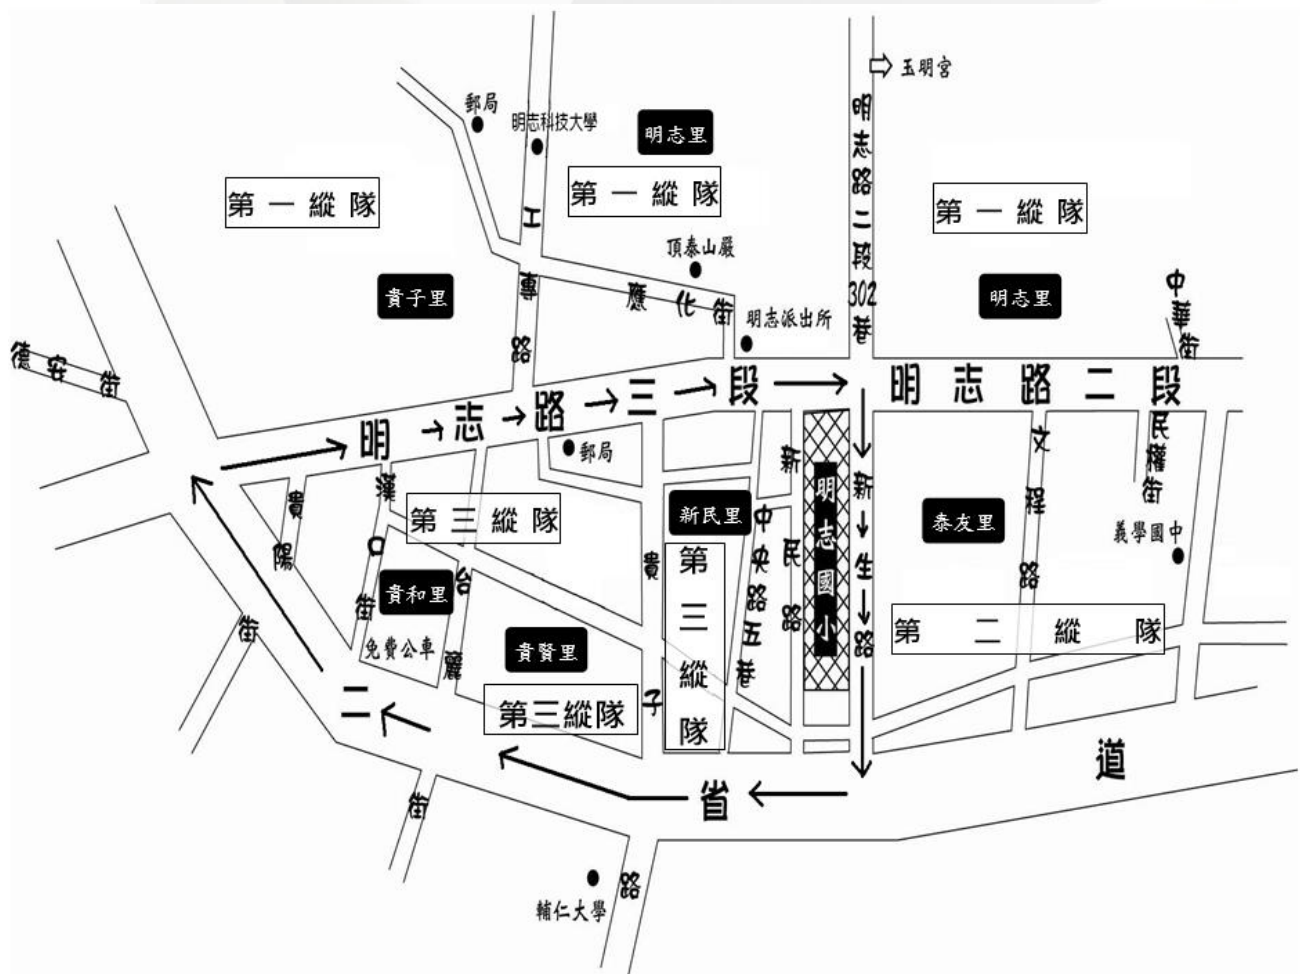 玉明宮
郵局
明志科技大學
明志里
明志路二段302巷
第一縱隊
第一縱隊
第一縱隊
工專路
頂泰山巖
貴子里
應化街
明志派出所
明志里
中華街
德安街
明志路三段
明志路二段
郵局
新民路
明志國小
新生路
文程路
民權街
貴陽街
漢口街
第三縱隊
新民里
中央路五巷
泰友里
義學國中
貴子路
第三縱隊
貴和里
台麗街
免費公車
貴賢里
第二縱隊
第三縱隊
二省道
輔仁大學